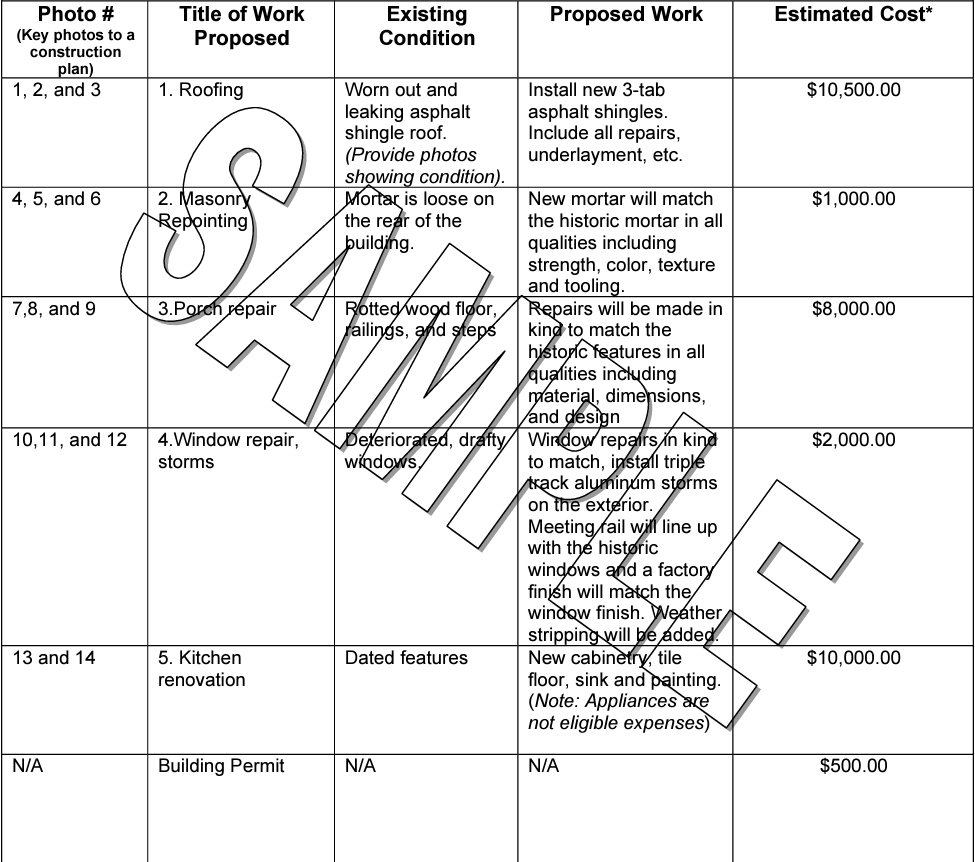 Photo #
(Key photos to a
construction
plan)
Title of Work
Proposed
Existing
Condition
Proposed Work
Estimated Cost*
1, 2, and 3
1. Roofing
Worn out and
leaking asphalt
shingle roof.
(Provide photos
showing condition).
Install new 3-tab
asphalt shingles.
Include all repairs,
underlayment, etc.
$10,500.00
4, 5, and 6
2. Masonry
Repointing
Mortar is loose on
the rear of the
building.
New mortar will match
the historic mortar in all
qualities including
strength, color, texture
and tooling.
$1,000.00
7,8, and 9
3.Porch repair
Rotted wood floor,
railings, and steps
Repairs will be made in
kind to match the
historic features in all
qualities including
material, dimensions,
and design
$8,000.00
10,11, and 12
4.Window repair,
storms
Deteriorated, drafty
windows.
Window repairs in kind
to match, install triple
track aluminum storms
on the exterior.
Meeting rail will line up
with the historic
windows and a factory
finish will match the
window finish. Weather
stripping will be added.
$2,000.00
13 and 14
5. Kitchen
renovation
Dated features
New cabinetry, tile
floor, sink and painting.
(Note: Appliances are
not eligible expenses)
$10,000.00
N/A
Building Permit
N/A
N/A
$500.00
SAMPLE